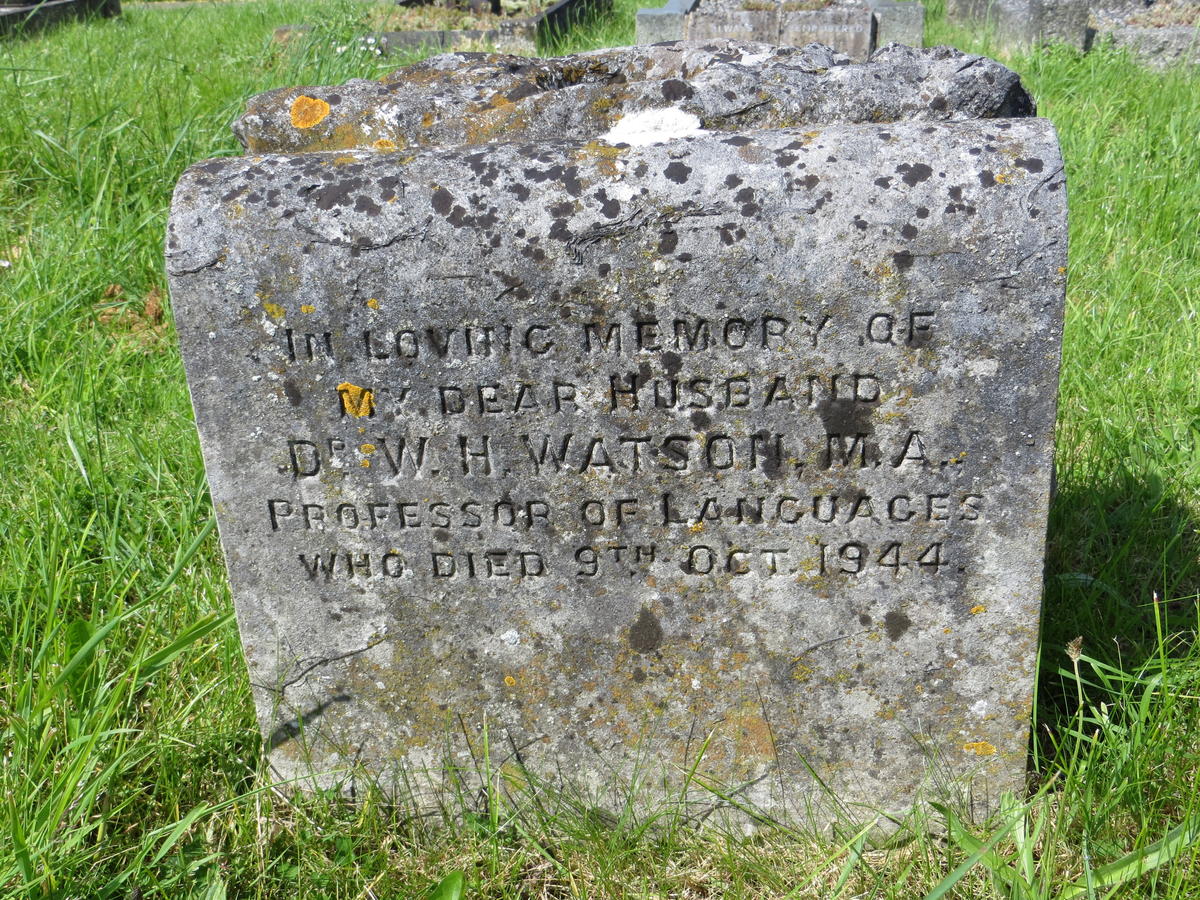 IN LOVING MEMORY OF
MY DEAR HUSBAND
DR W. H. WATSON, M.A.
PROFESSOR OF LANGUAGES
WHO DIED 9TH OCT. 1944.